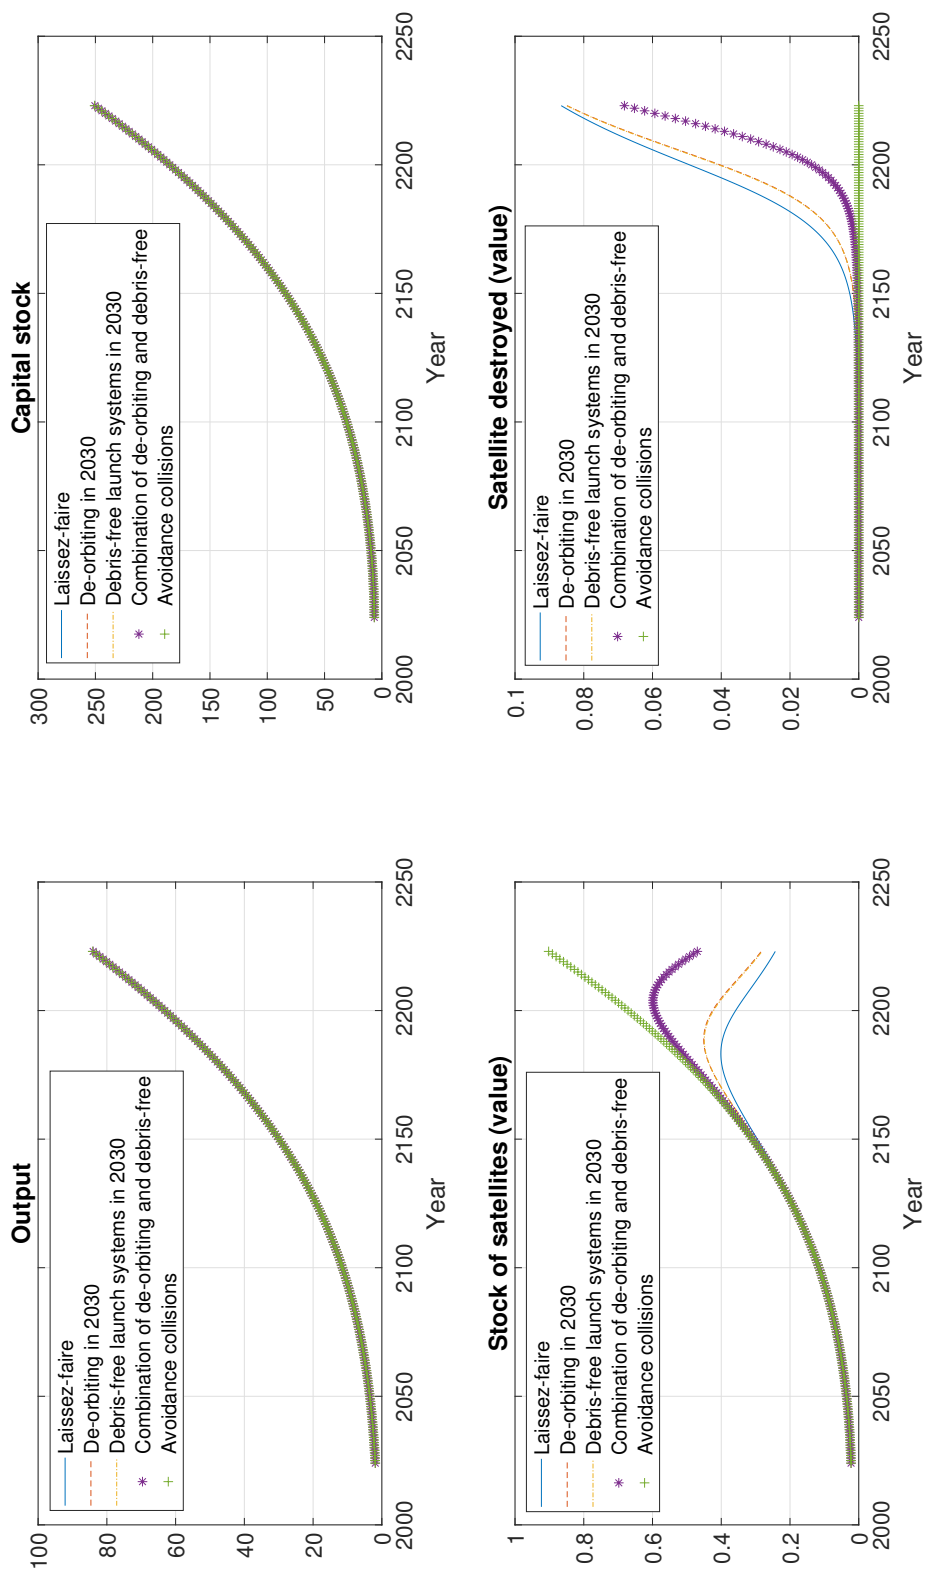 Output
100
80
60
40
20
0
2000
2050
2100
2150
2200
2250
Year
Laissez-faire
De-orbiting in 2030
Debris-free launch systems in 2030
Combination of de-orbiting and debris-free
Avoidance collisions
Capital stock
300
250
200
150
100
50
0
2000
2050
2100
2150
2200
2250
Year
Laissez-faire
De-orbiting in 2030
Debris-free launch systems in 2030
Combination of de-orbiting and debris-free
Avoidance collisions
Stock of satellites (value)
1
0.8
0.6
0.4
0.2
0
2000
2050
2100
2150
2200
2250
Year
Laissez-faire
De-orbiting in 2030
Debris-free launch systems in 2030
Combination of de-orbiting and debris-free
Avoidance collisions
Satellite destroyed (value)
0.1
0.08
0.06
0.04
0.02
0
2000
2050
2100
2150
2200
2250
Year
Laissez-faire
De-orbiting in 2030
Debris-free launch systems in 2030
Combination of de-orbiting and debris-free
Avoidance collisions